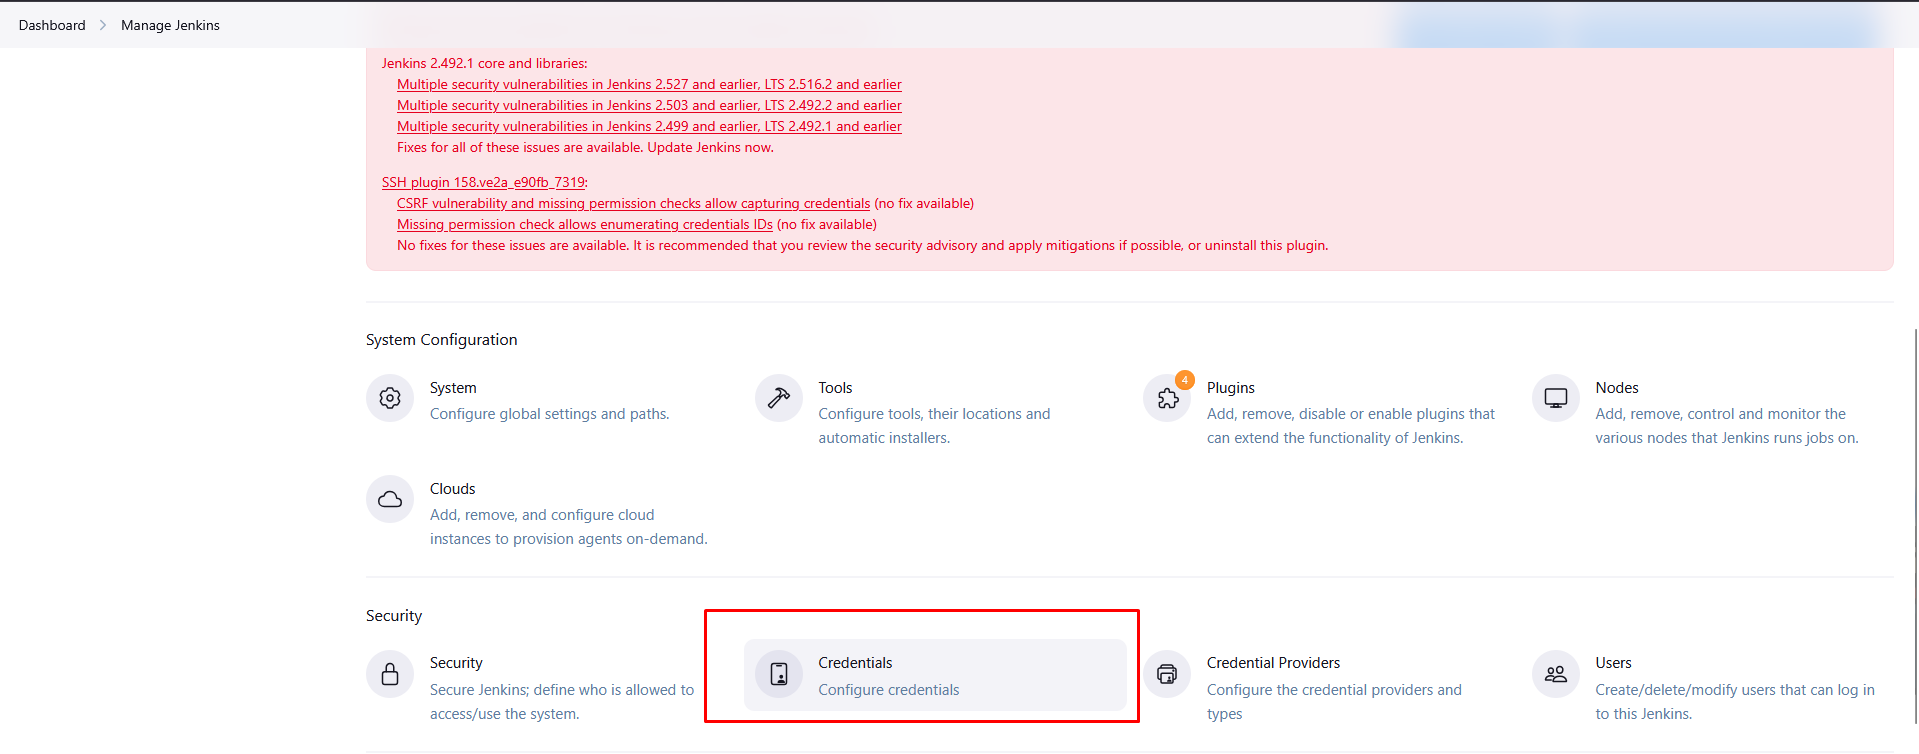 Dashboard > Manage Jenkins
Jenkins 2.492.1 core and libraries:
Multiple security vulnerabilities in Jenkins 2.527 and earlier, LTS 2.516.2 and earlier
Multiple security vulnerabilities in Jenkins 2.503 and earlier, LTS 2.492.2 and earlier
Multiple security vulnerabilities in Jenkins 2.499 and earlier, LTS 2.492.1 and earlier
Fixes for all of these issues are available. Update Jenkins now.
SSH plugin 158.ve2a_e90fb_7319:
CSRF vulnerability and missing permission checks allow capturing credentials (no fix available)
Missing permission check allows enumerating credentials IDs (no fix available)
No fixes for these issues are available. It is recommended that you review the security advisory and apply mitigations if possible, or uninstall this plugin.
System Configuration
System
Configure global settings and paths.
Tools
Configure tools, their locations and
automatic installers.
4
Plugins
Add, remove, disable or enable plugins that
can extend the functionality of Jenkins.
Nodes
Add, remove, control and monitor the
various nodes that Jenkins runs jobs on.
Clouds
Add, remove, and configure cloud
instances to provision agents on-demand.
Security
Security
Secure Jenkins; define who is allowed to
access/use the system.
Credentials
Configure credentials
Credential Providers
Configure the credential providers and
types
Users
Create/delete/modify users that can log in
to this Jenkins.